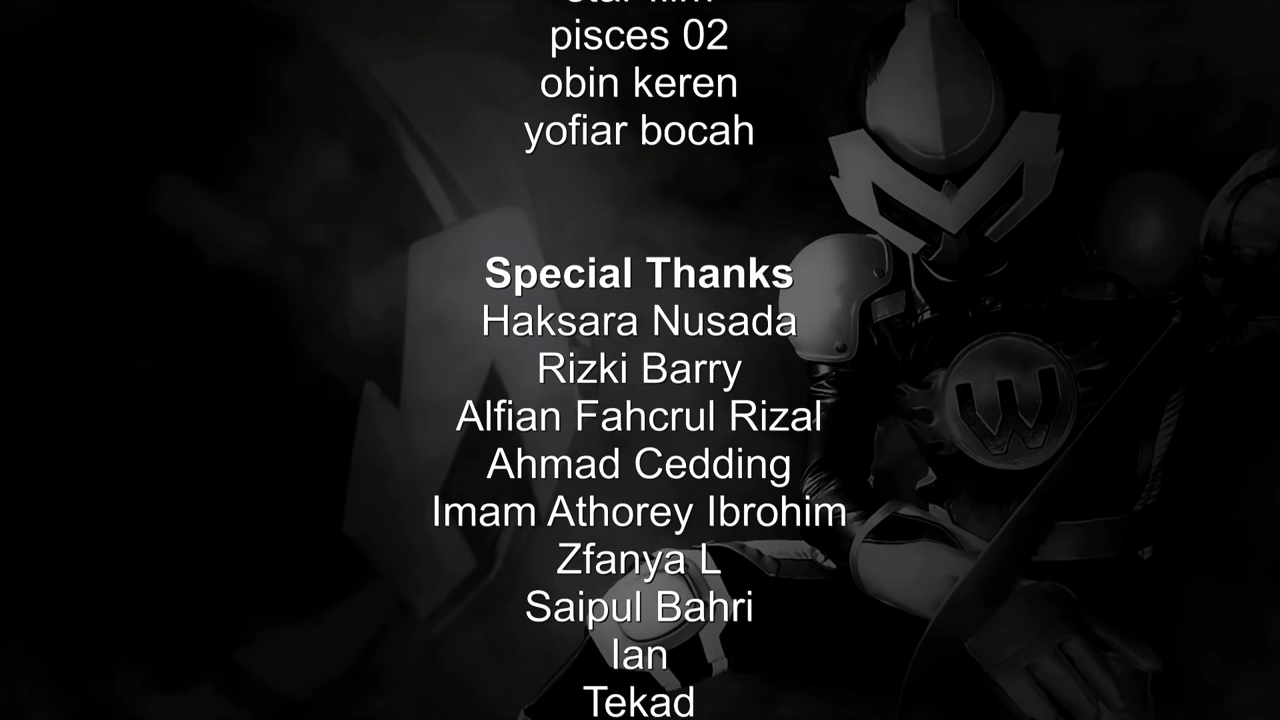 pisces 02
obin keren
yofiar bocah
Special Thanks
Haksara Nusada
Rizki Barry
Alfian Fahcrul Rizal
Ahmad Cedding
Imam Athorey Ibrohim
Zfanya L
Saipul Bahri
Ian
Tekad
W